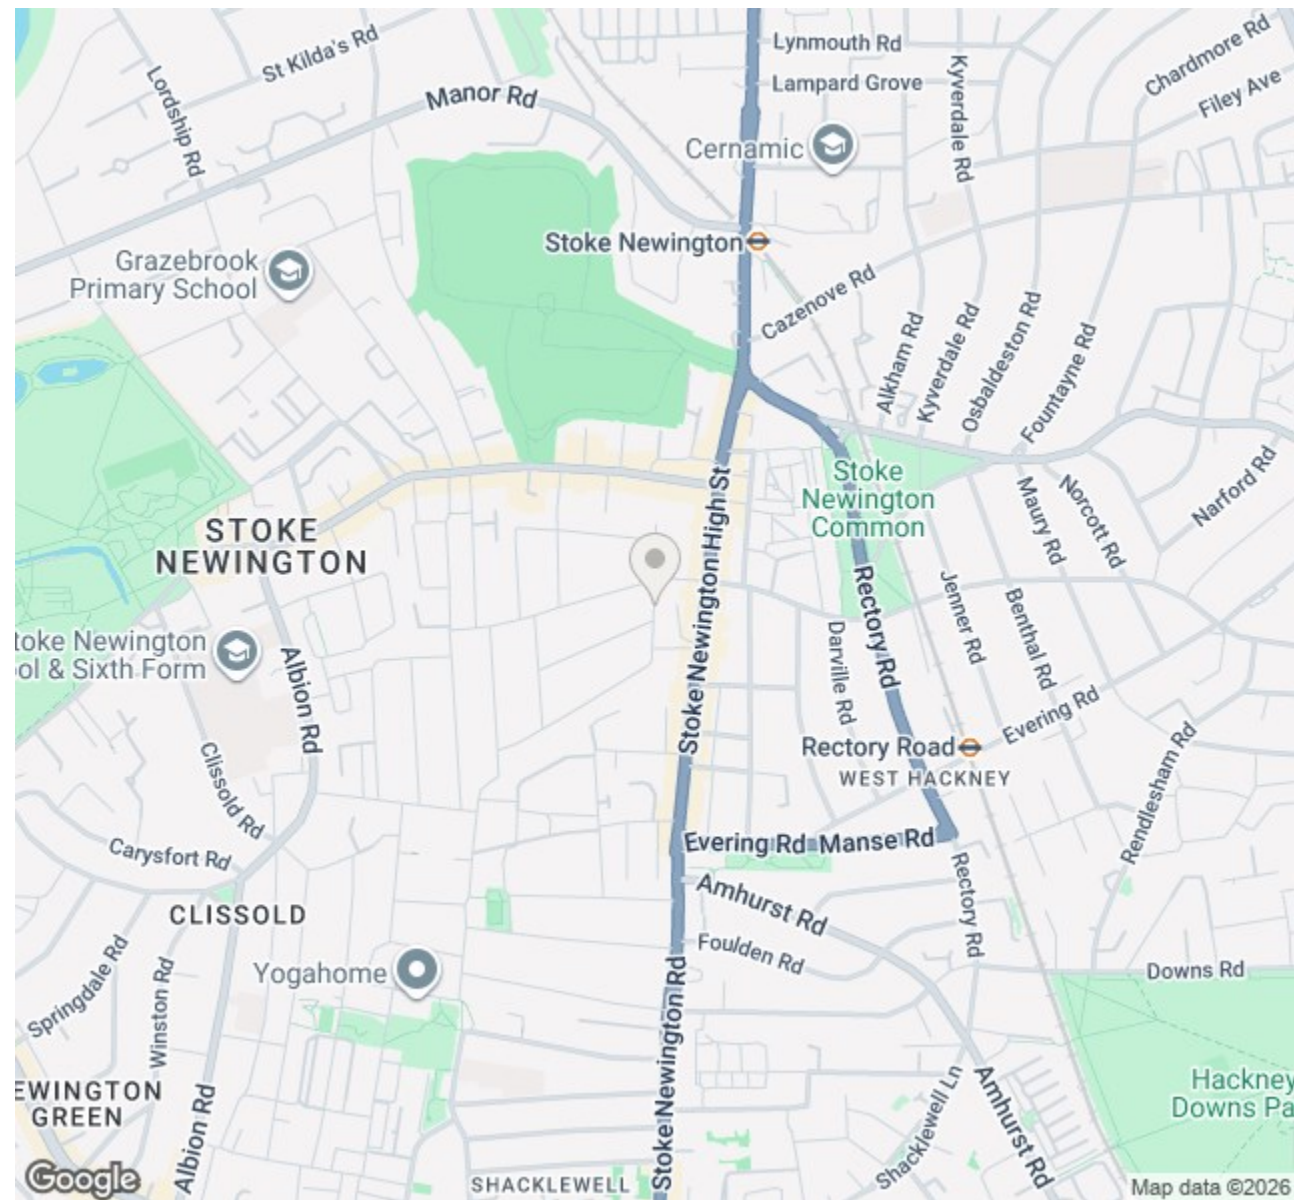 Lynmouth Rd
St Kilda's Rd
Chardmore Rd
Lordship Rd
Lampard Grove
Kyverdale Rd
Filey Ave
Manor Rd
Cernamic
Stoke Newington
Grazebrook
Primary School
Cazenove Rd
Alkham Rd
Kyverdale Rd
Osbaldeston Rd
Fountayne Rd
Stoke
Newington
Common
Narford Rd
Norcott Rd
Maury Rd
Stoke Newington High St
STOKE
NEWINGTON
Rectory Rd
Jenner Rd
Benthal Rd
Darville Rd
toke Newington
ol & Sixth Form
Albion Rd
Stoke Newington High St
Evering Rd
Rectory Road
WEST HACKNEY
Rendlesham Rd
Clissold Rd
Carysfort Rd
Evering Rd
Manse Rd
Rectory Rd
Amhurst Rd
CLISSOLD
Foulden Rd
Downs Rd
Springdale Rd
Winston Rd
Yogahome
Stoke Newington Rd
EWINGTON
GREEN
Albion Rd
Shacklewell Ln
Amhurst Rd
Hackney
Downs Pa
Google
SHACKLEWELL
Map data ©2026